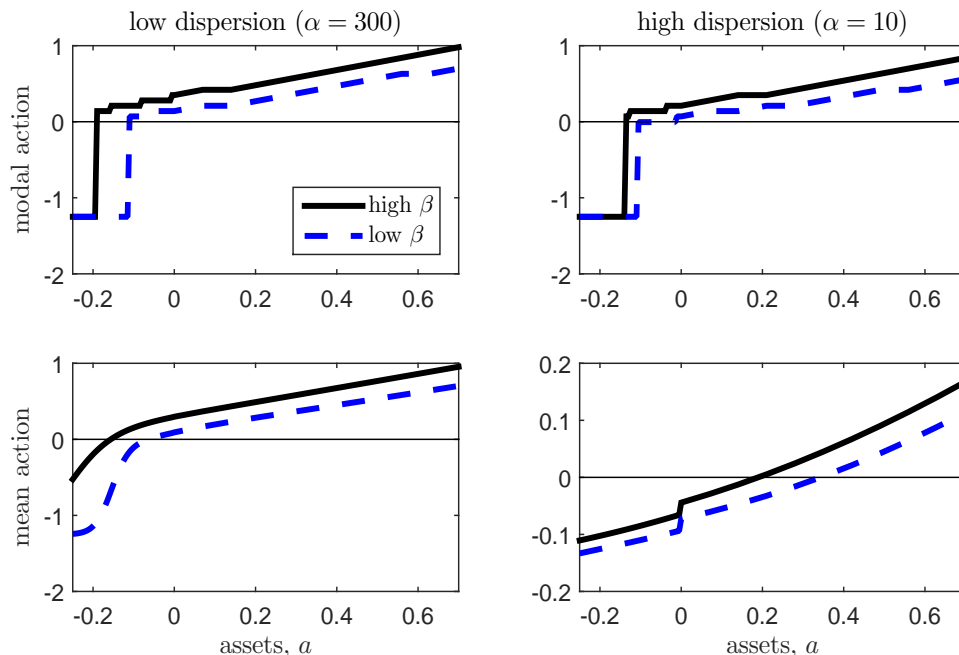 low dispersion (α = 300)
high dispersion (α = 10)
modal action
1
0
-1
-2
-0.2 0 0.2 0.4 0.6
high β
low β
1
0
-1
-2
-0.2 0 0.2 0.4 0.6
mean action
1
0
-1
-2
-0.2 0 0.2 0.4 0.6
assets, a
0.2
0.1
0
-0.1
-0.2
-0.2 0 0.2 0.4 0.6
assets, a